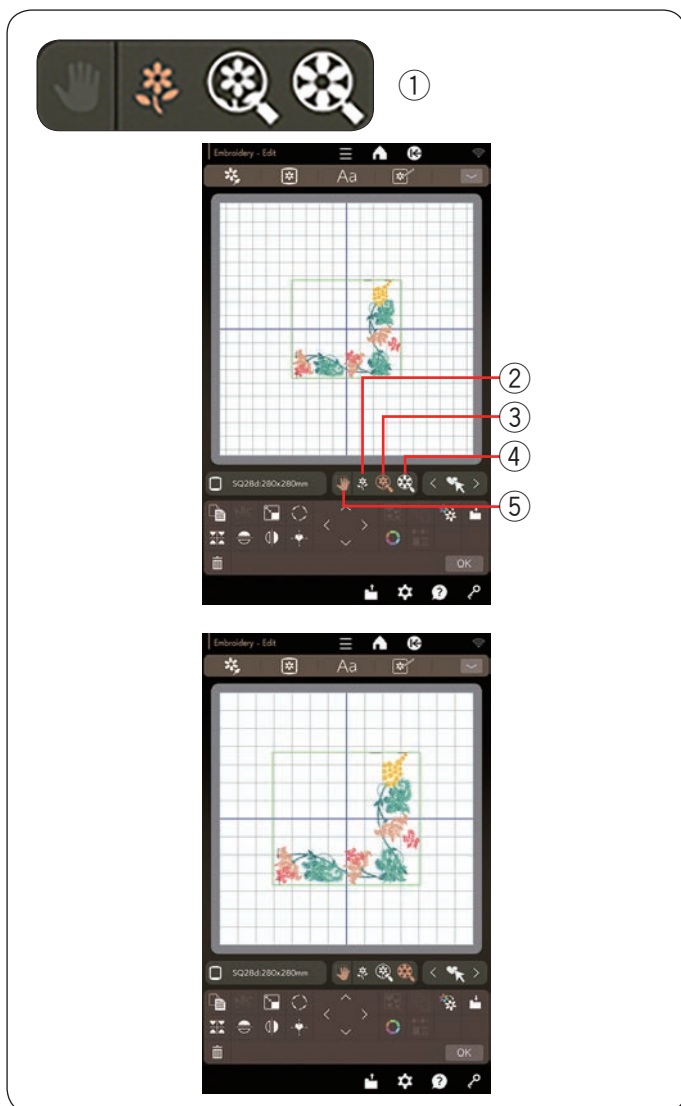 ①
Embroidery - Edit
Aa
②
③
④
SQ28d:280x280mm
⑤
OK
Embroidery - Edit
Aa
SQ28d:280x280mm
OK